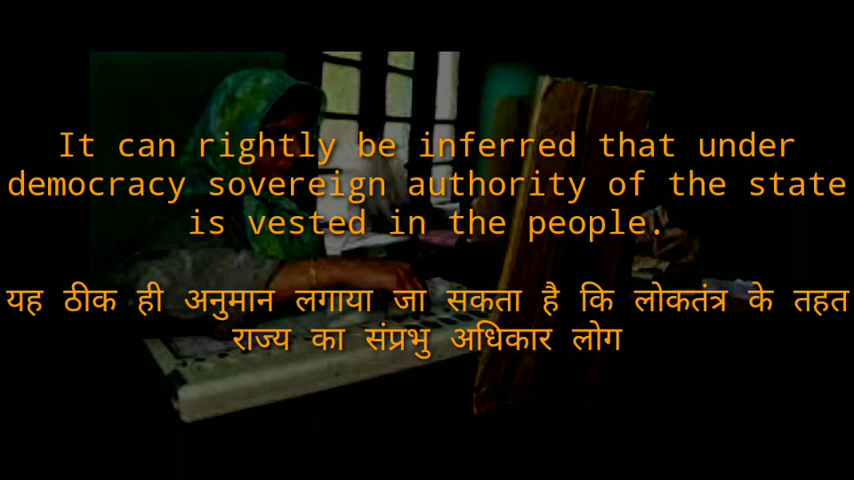 It can rightly be inferred that under
democracy sovereign authority of the state
is vested in the people.
यह ठीक ही अनुमान लगाया जा सकता है कि लोकतंत्र के तहत
राज्य का संप्रभु अधिकार लोग